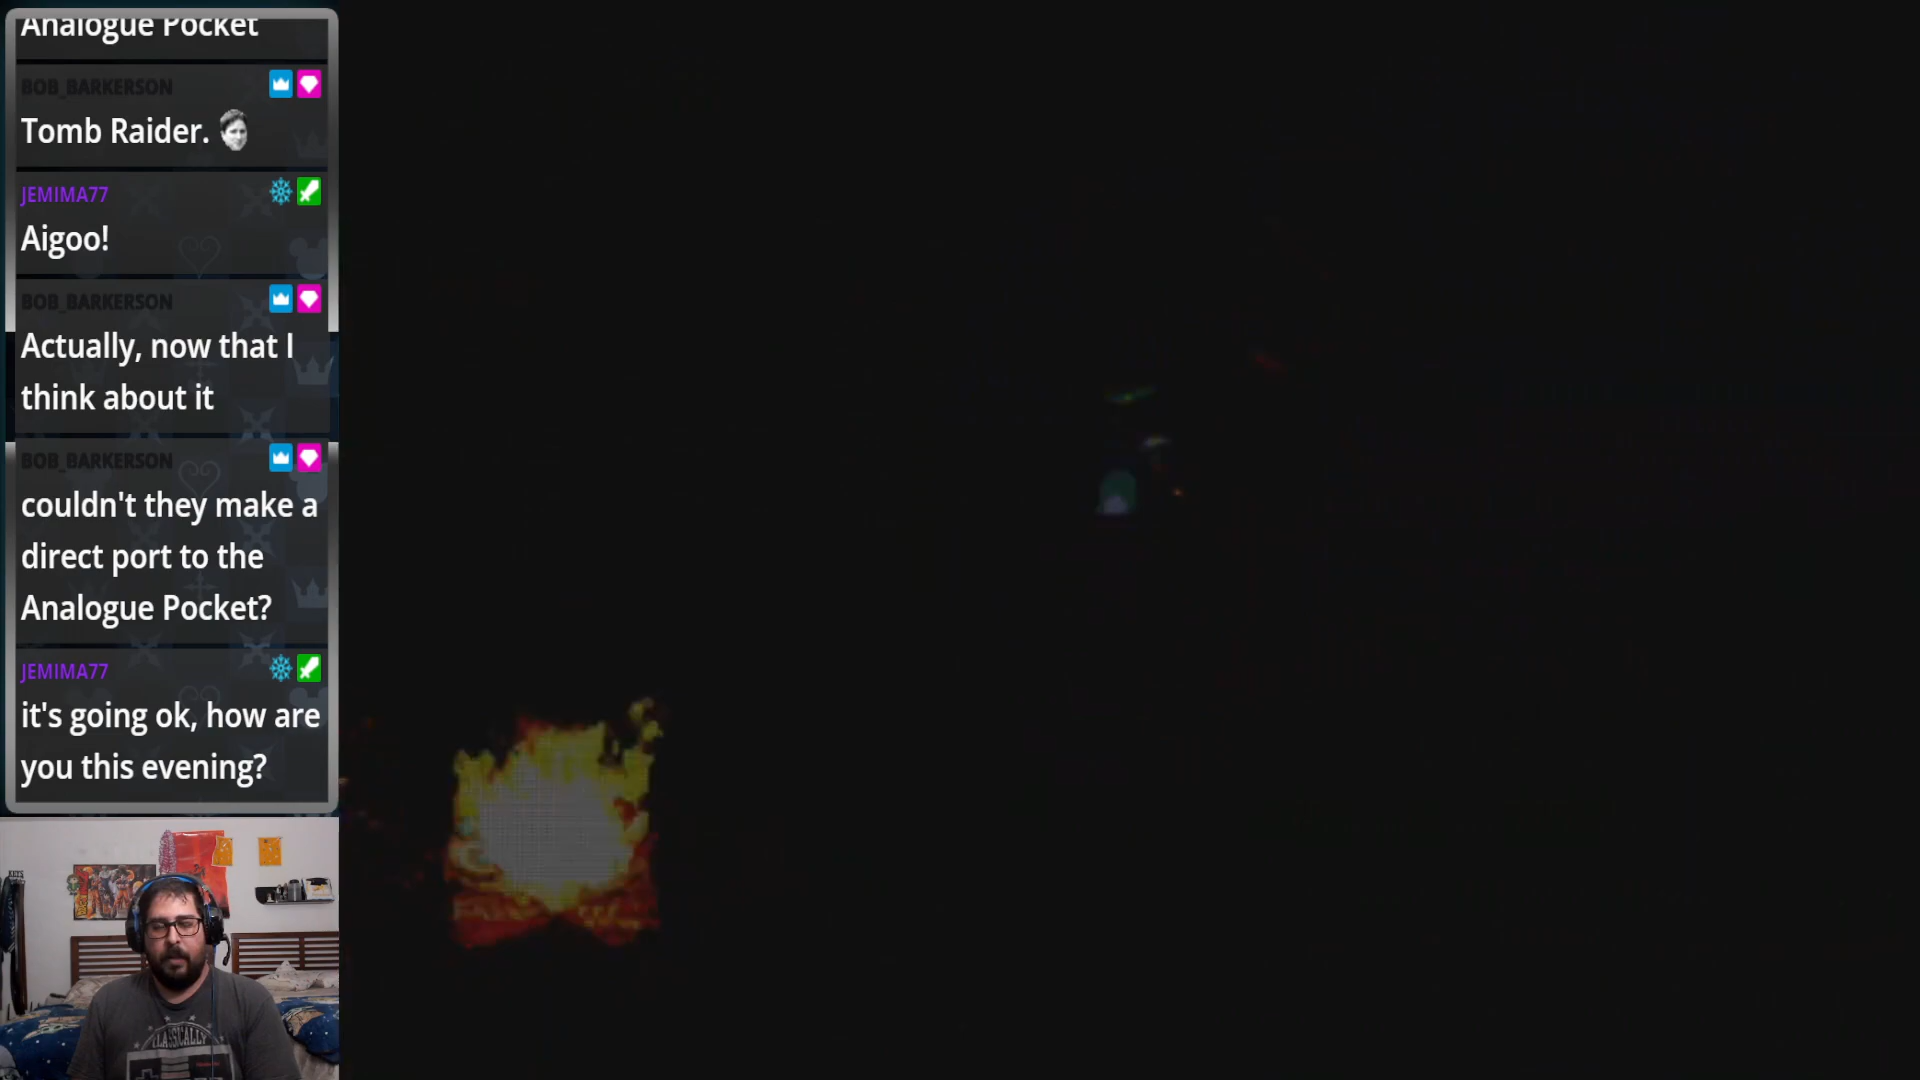 Analogue Pocket
BOB_BARKERSON
Tomb Raider.
JEMIMA77
Aigoo!
BOB_BARKERSON
Actually, now that I
think about it
BOB_BARKERSON
couldn't they make a
direct port to the
Analogue Pocket?
JEMIMA77
it's going ok, how are
you this evening?
CLASSICALLY